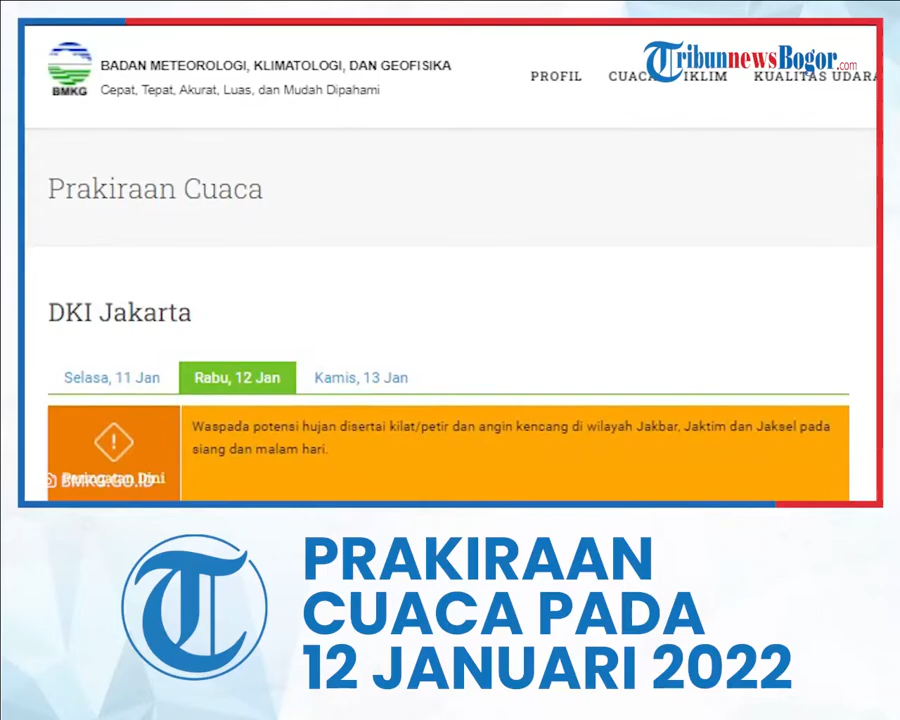 BADAN METEOROLOGI, KLIMATOLOGI, DAN GEOFISIKA
Cepat, Tepat, Akurat, Luas, dan Mudah Dipahami
BMKG
TribunnewsBogor.com
PROFIL CUACA IKLIM KUALITAS UDARA
Prakiraan Cuaca
DKI Jakarta
Selasa, 11 Jan Rabu, 12 Jan Kamis, 13 Jan
Waspada potensi hujan disertai kilat/petir dan angin kencang di wilayah Jakbar, Jaktim dan Jaksel pada
siang dan malam hari.
Peringatan Dini
BMKG.GO.ID
PRAKIRAAN
CUACA PADA
12 JANUARI 2022